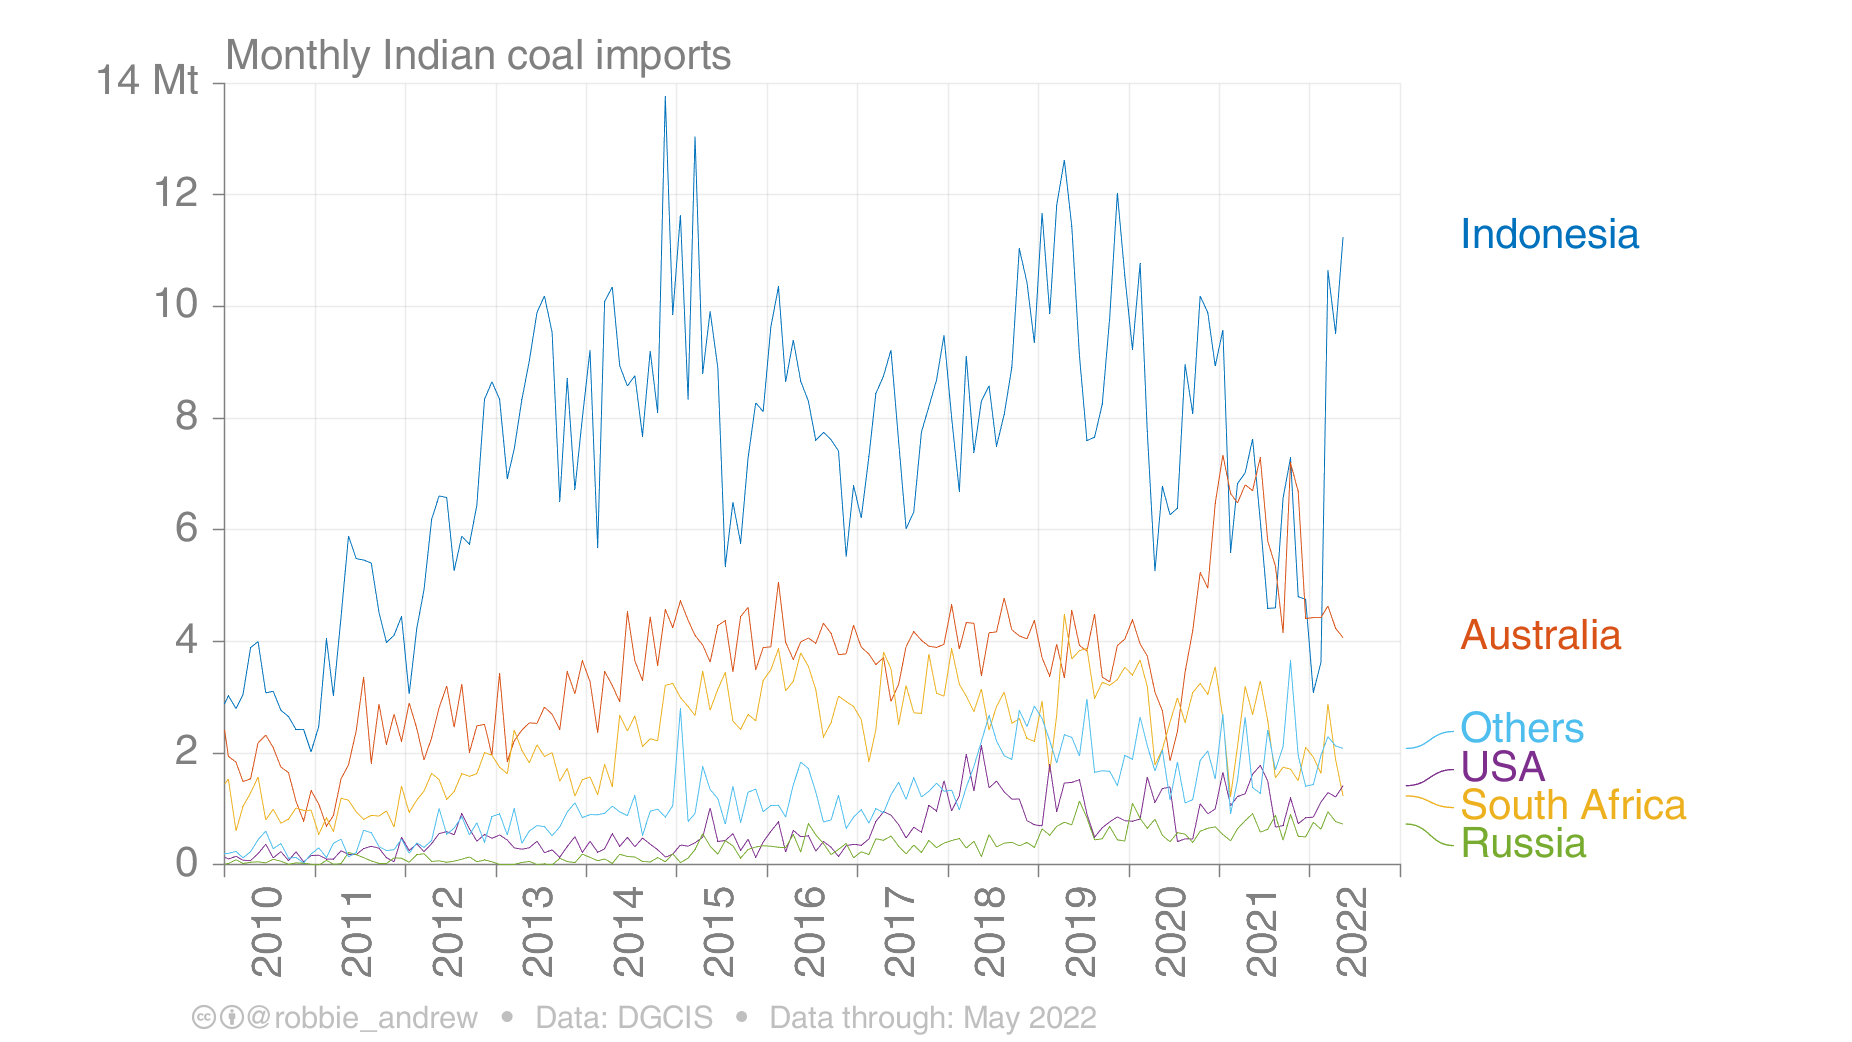 Monthly Indian coal imports
14 Mt
12
10
8
6
4
2
0
Indonesia
Australia
Others
USA
South Africa
Russia
2010 2011 2012 2013 2014 2015 2016 2017 2018 2019 2020 2021 2022
cc @robbie_andrew • Data: DGCIS • Data through: May 2022